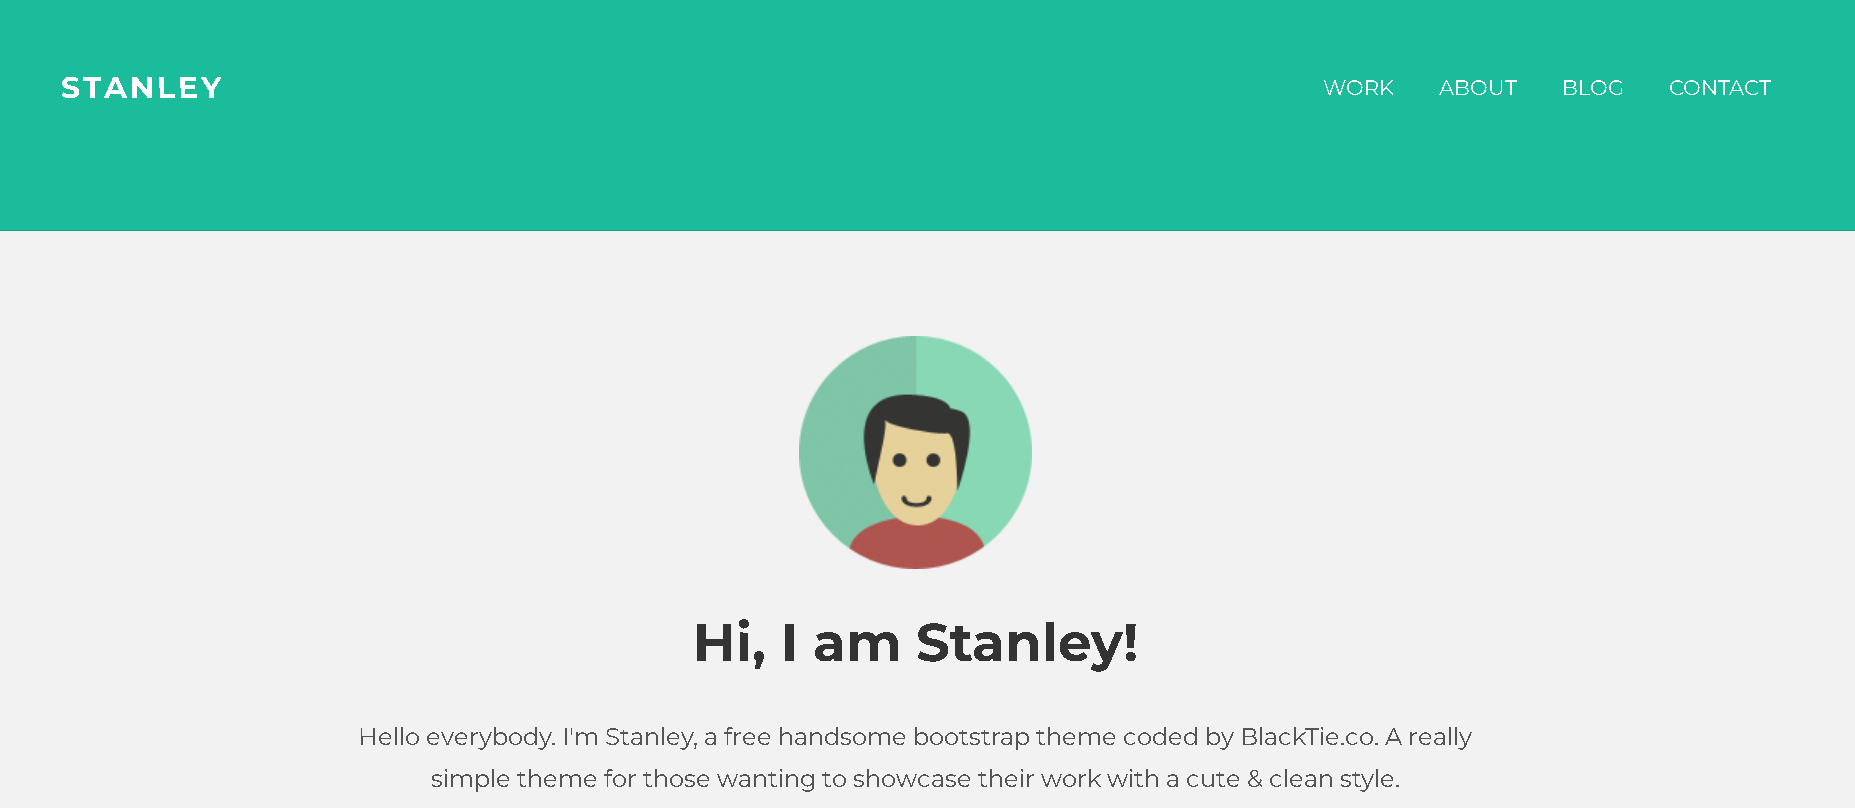 STANLEY
WORK ABOUT BLOG CONTACT
Hi, I am Stanley!
Hello everybody. I'm Stanley, a free handsome bootstrap theme coded by BlackTie.co. A really
simple theme for those wanting to showcase their work with a cute & clean style.